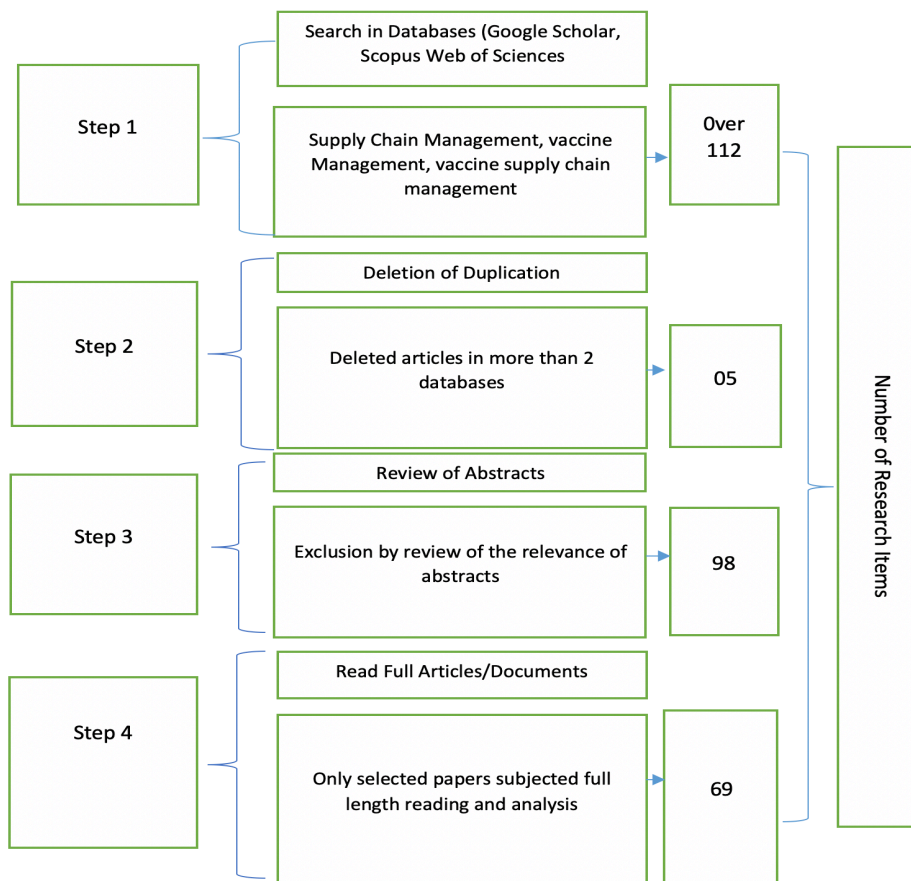 Search in Databases (Google Scholar,
Scopus Web of Sciences
Step 1
Supply Chain Management, vaccine
Management, vaccine supply chain
management
0ver
112
Deletion of Duplication
Step 2
Deleted articles in more than 2
databases
05
Review of Abstracts
Step 3
Exclusion by review of the relevance of
abstracts
98
Read Full Articles/Documents
Step 4
Only selected papers subjected full
length reading and analysis
69
Number of Research Items